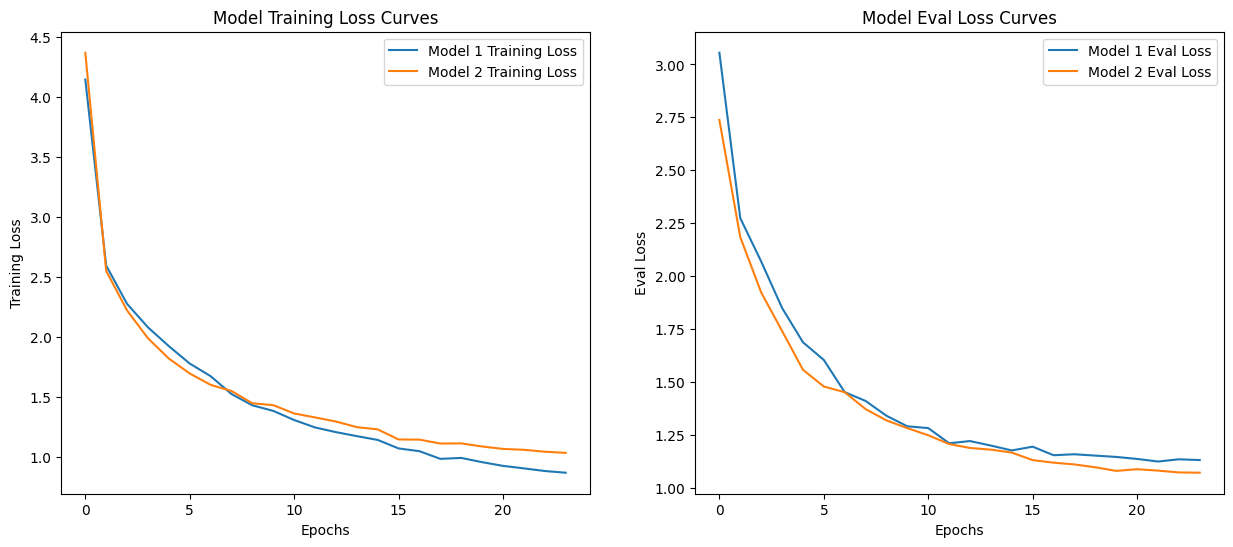 Model Training Loss Curves
4.5
4.0
3.5
3.0
2.5
2.0
1.5
1.0
Training Loss
0 5 10 15 20
Epochs
Model 1 Training Loss
Model 2 Training Loss
Model Eval Loss Curves
3.00
2.75
2.50
2.25
2.00
1.75
1.50
1.25
1.00
Eval Loss
0 5 10 15 20
Epochs
Model 1 Eval Loss
Model 2 Eval Loss